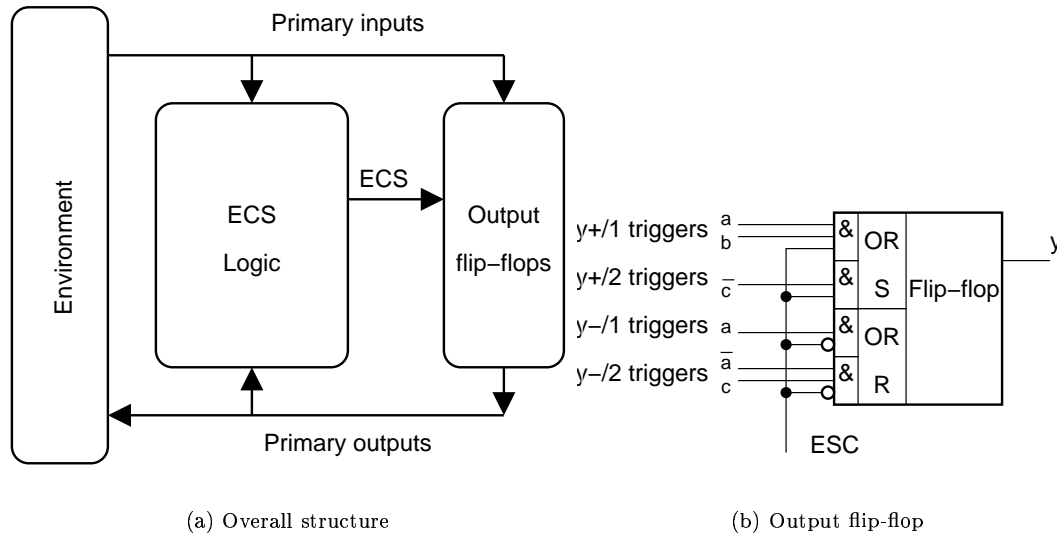 Primary inputs
Environment
ECS
Logic
ECS
Output
flip-flops
Primary outputs
y+/1 triggers a
b
y+/2 triggers c̅
y−/1 triggers a
y−/2 triggers a̅
c
&
&
&
&
OR
S
OR
R
Flip-flop
y
ESC
(a) Overall structure
(b) Output flip-flop